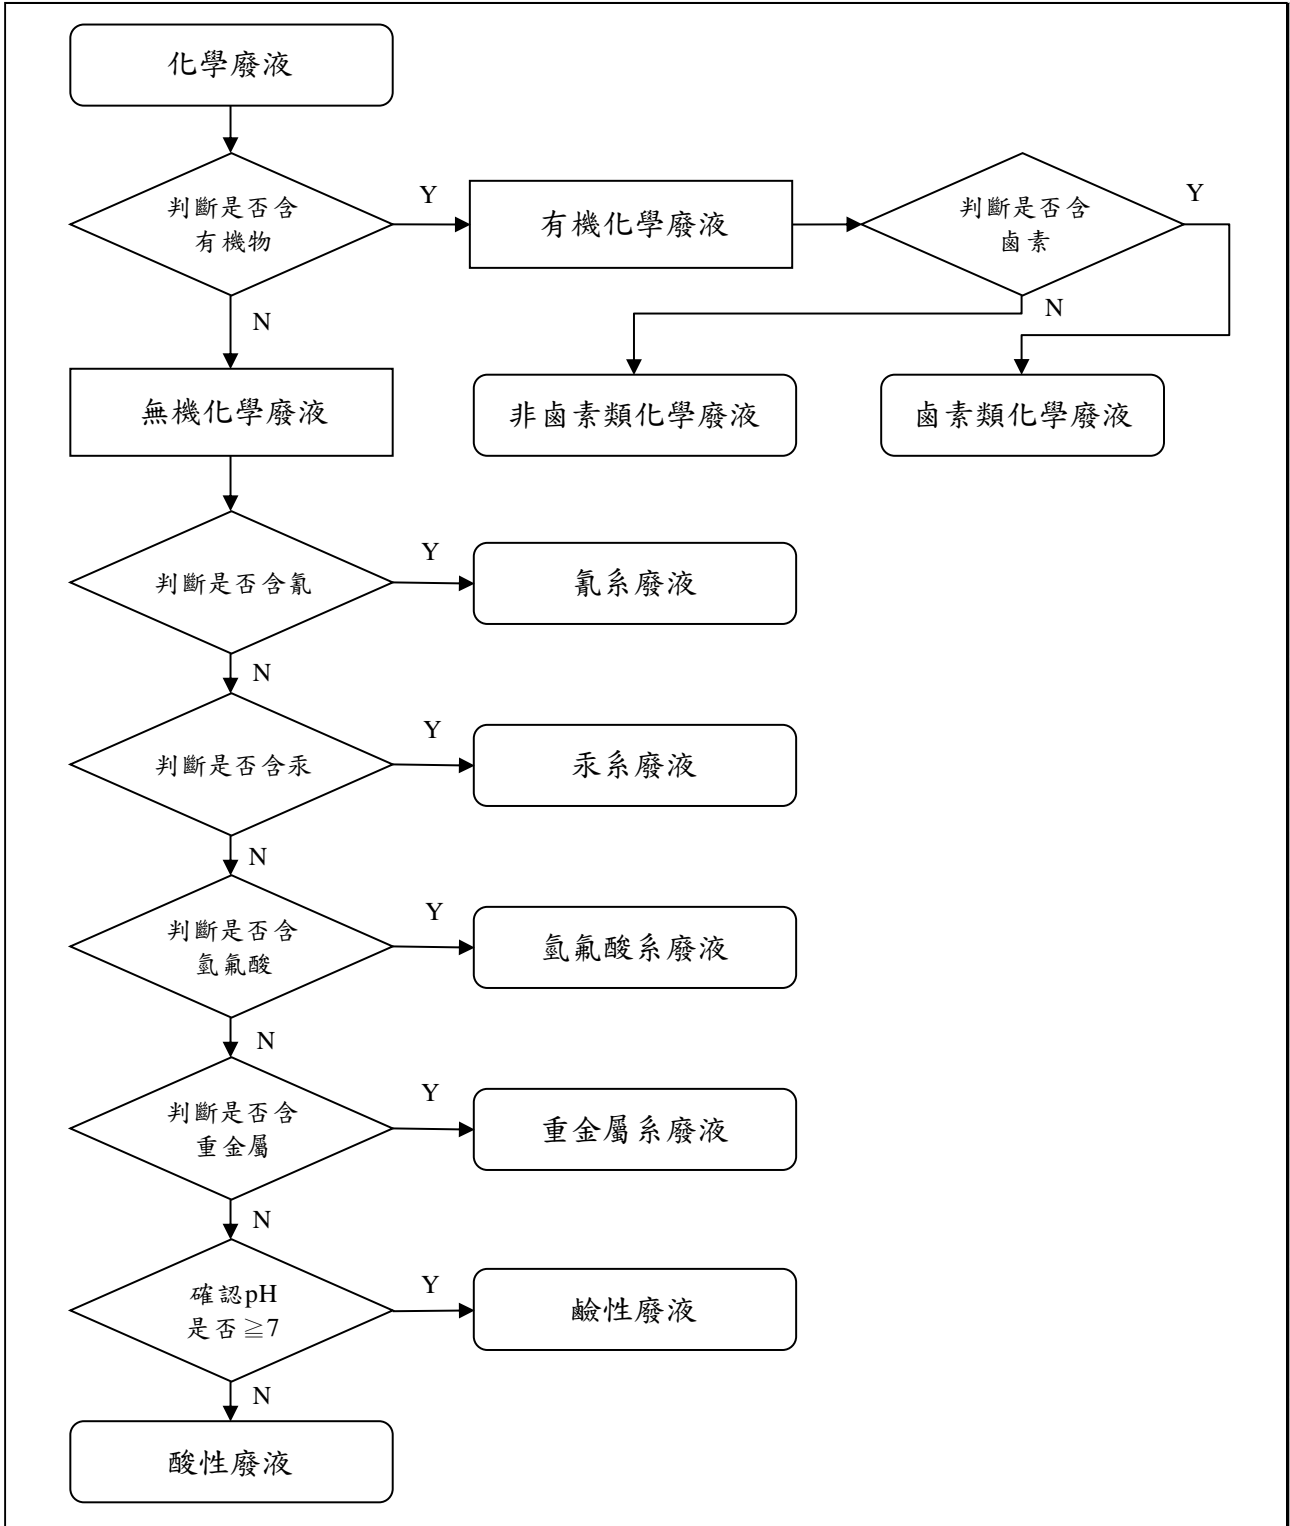 化學廢液
判斷是否含
有機物
Y
有機化學廢液
判斷是否含
鹵素
Y
N
N
無機化學廢液
非鹵素類化學廢液
鹵素類化學廢液
判斷是否含氰
Y
氰系廢液
N
判斷是否含汞
Y
汞系廢液
N
判斷是否含
氫氟酸
Y
氫氟酸系廢液
N
判斷是否含
重金屬
Y
重金屬系廢液
N
確認pH
是否≧7
Y
鹼性廢液
N
酸性廢液